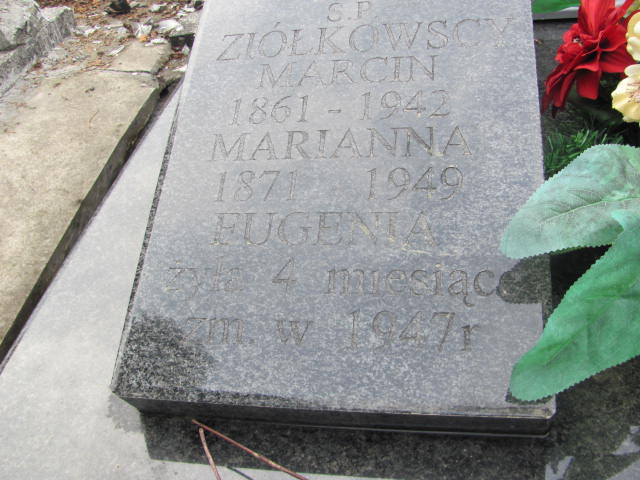 Ś.P.
ZIÓŁKOWSCY
MARCIN
1861 - 1942
MARIANNA
1871 1949
EUGENIA
żyła 4 miesiące
zm. w 1947r